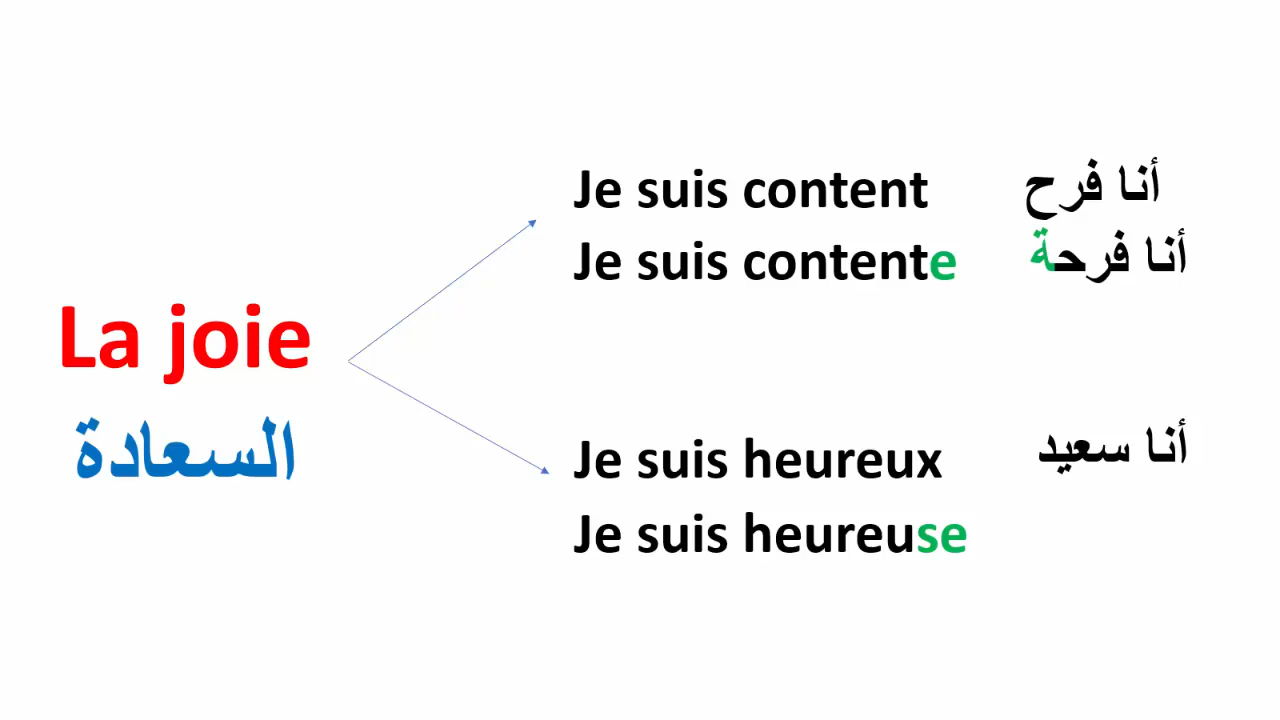 La joie
السعادة
Je suis content أنا فرح
Je suis contente أنا فرحة
Je suis heureux أنا سعيد
Je suis heureuse